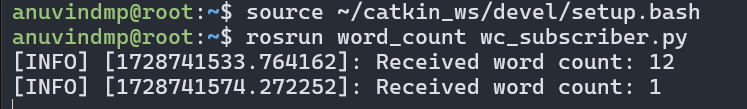 anuvindmp@root:~$ source ~/catkin_ws/devel/setup.bash
anuvindmp@root:~$ rosrun word_count wc_subscriber.py
[INFO] [1728741533.764162]: Received word count: 12
[INFO] [1728741574.272252]: Received word count: 1